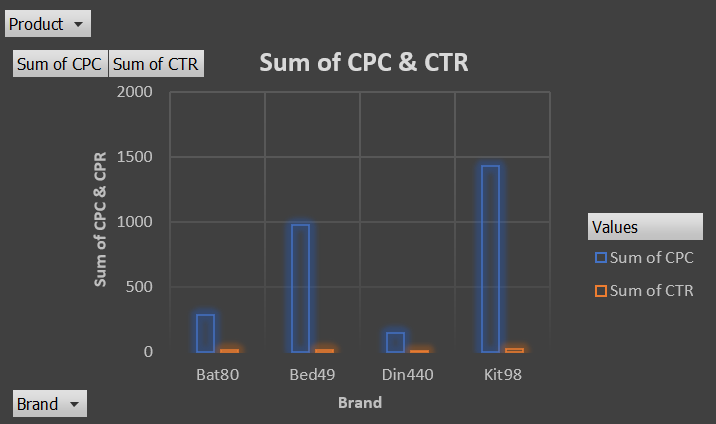 Product
Sum of CPC Sum of CTR
Sum of CPC & CTR
2000
1500
1000
500
0
Sum of CPC & CPR
Bat80 Bed49 Din440 Kit98
Brand
Values
Sum of CPC
Sum of CTR
Brand